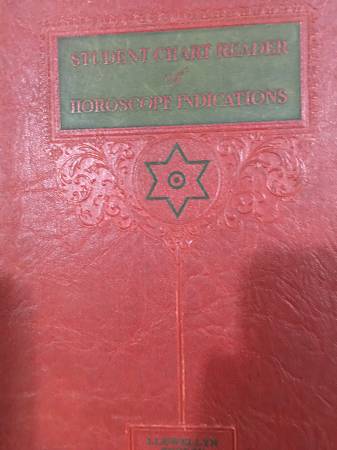 STUDENT CHART READER
of
HOROSCOPE INDICATIONS
LLEWELLYN